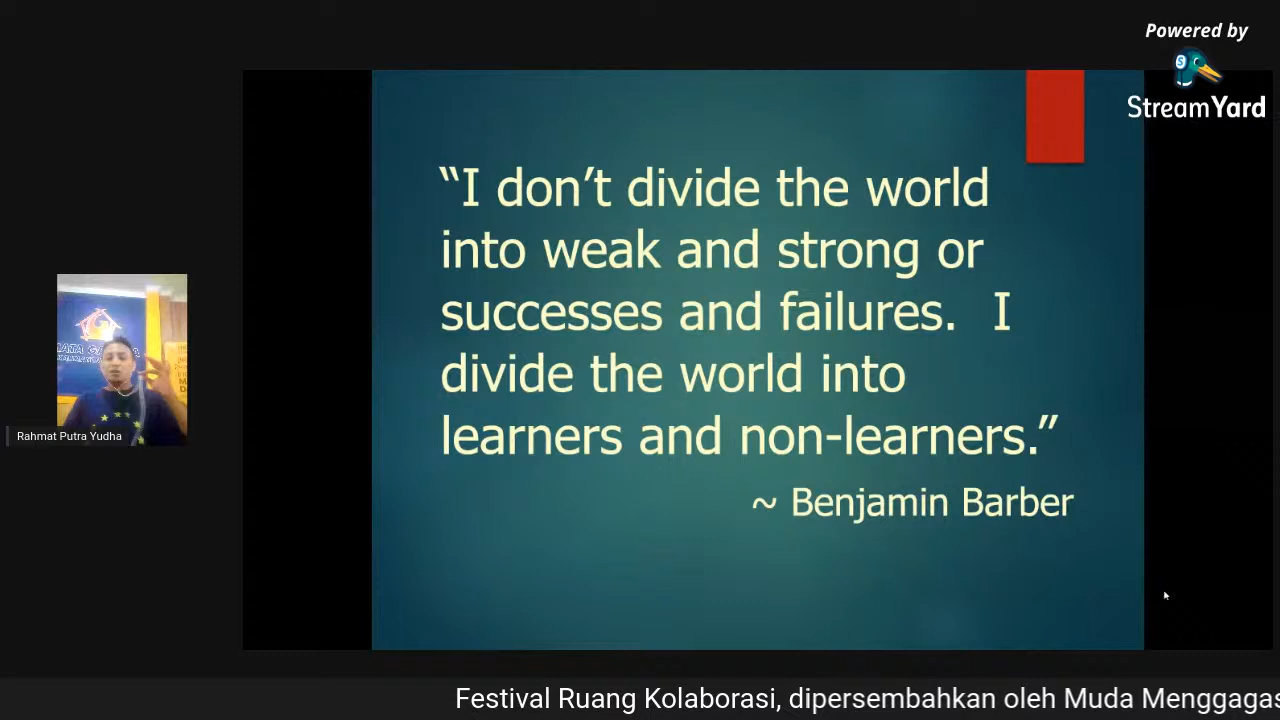 Powered by
StreamYard
“I don’t divide the world
into weak and strong or
successes and failures.  I
divide the world into
learners and non-learners.”
~ Benjamin Barber
Rahmat Putra Yudha
Festival Ruang Kolaborasi, dipersembahkan oleh Muda Menggagas